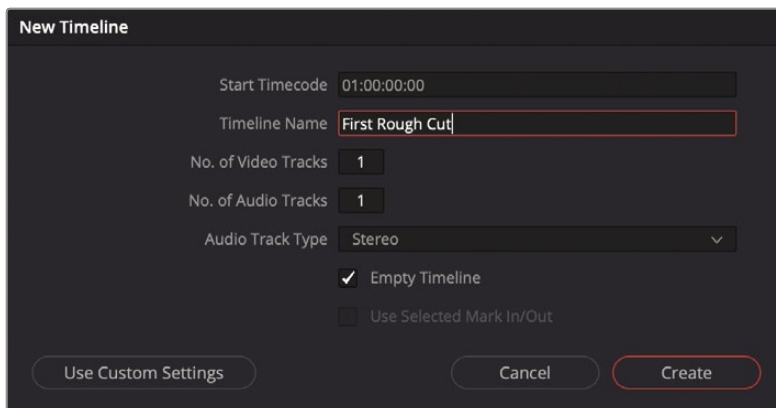 New Timeline
Start Timecode 01:00:00:00
Timeline Name First Rough Cut
No. of Video Tracks 1
No. of Audio Tracks 1
Audio Track Type Stereo
Empty Timeline
Use Selected Mark In/Out
Use Custom Settings Cancel Create